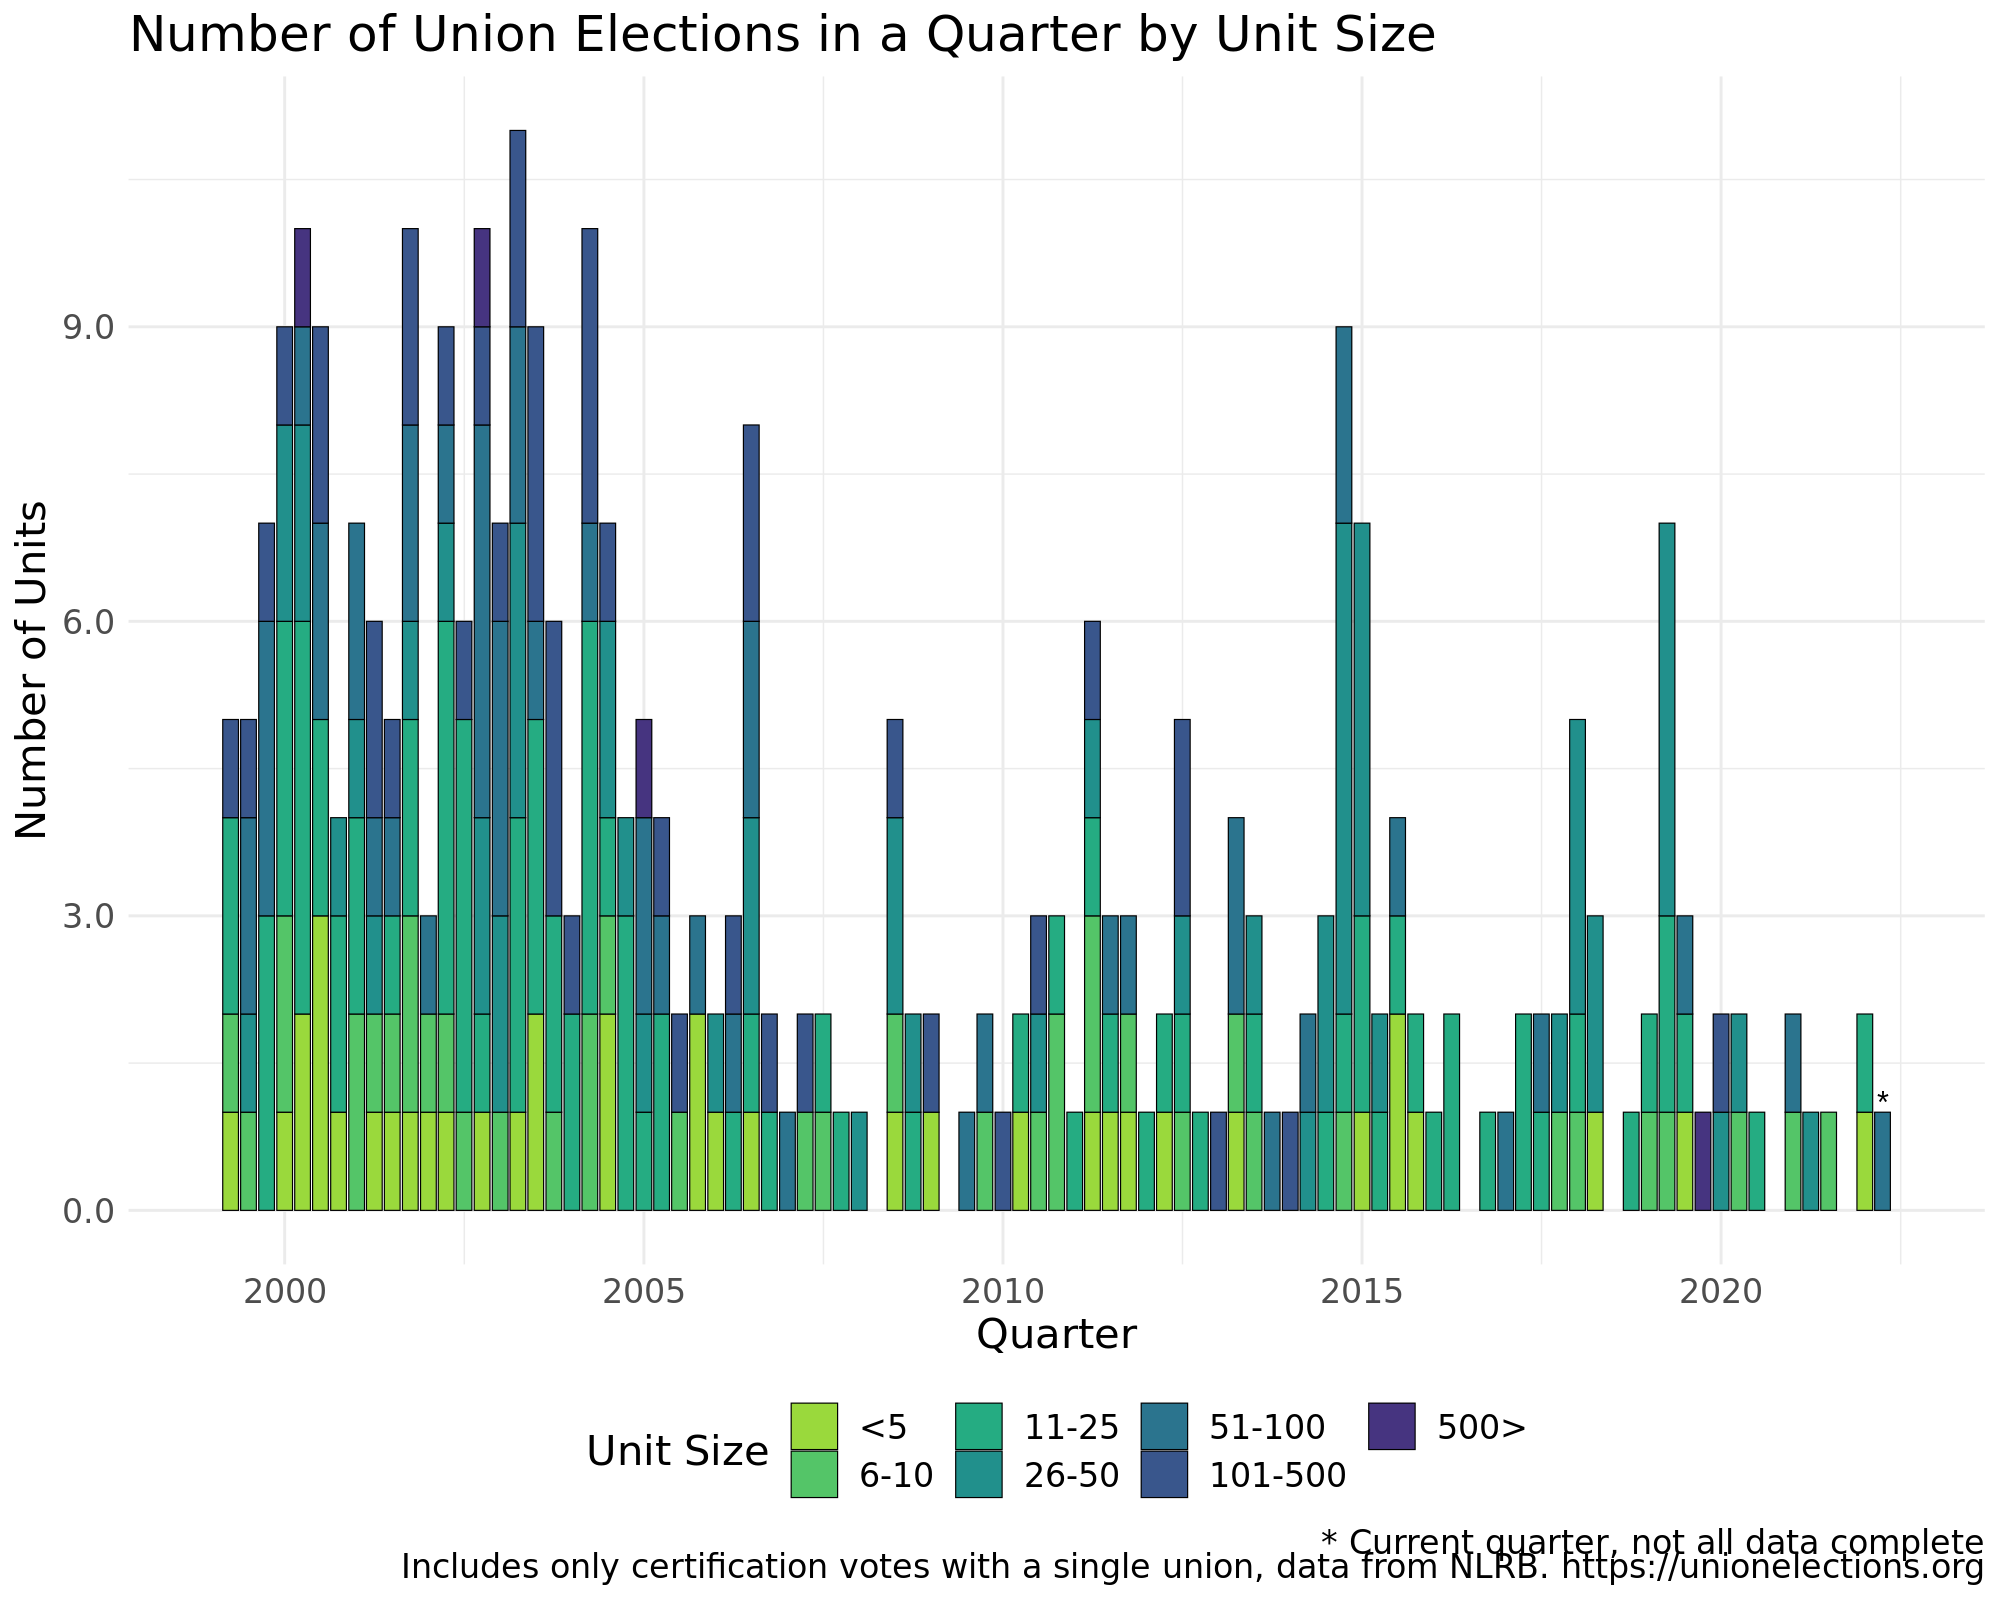 Number of Union Elections in a Quarter by Unit Size
Number of Units
9.0
6.0
3.0
0.0
*
2000 2005 2010 2015 2020
Quarter
Unit Size
<5 11-25 51-100 500>
6-10 26-50 101-500
* Current quarter, not all data complete
Includes only certification votes with a single union, data from NLRB. https://unionelections.org